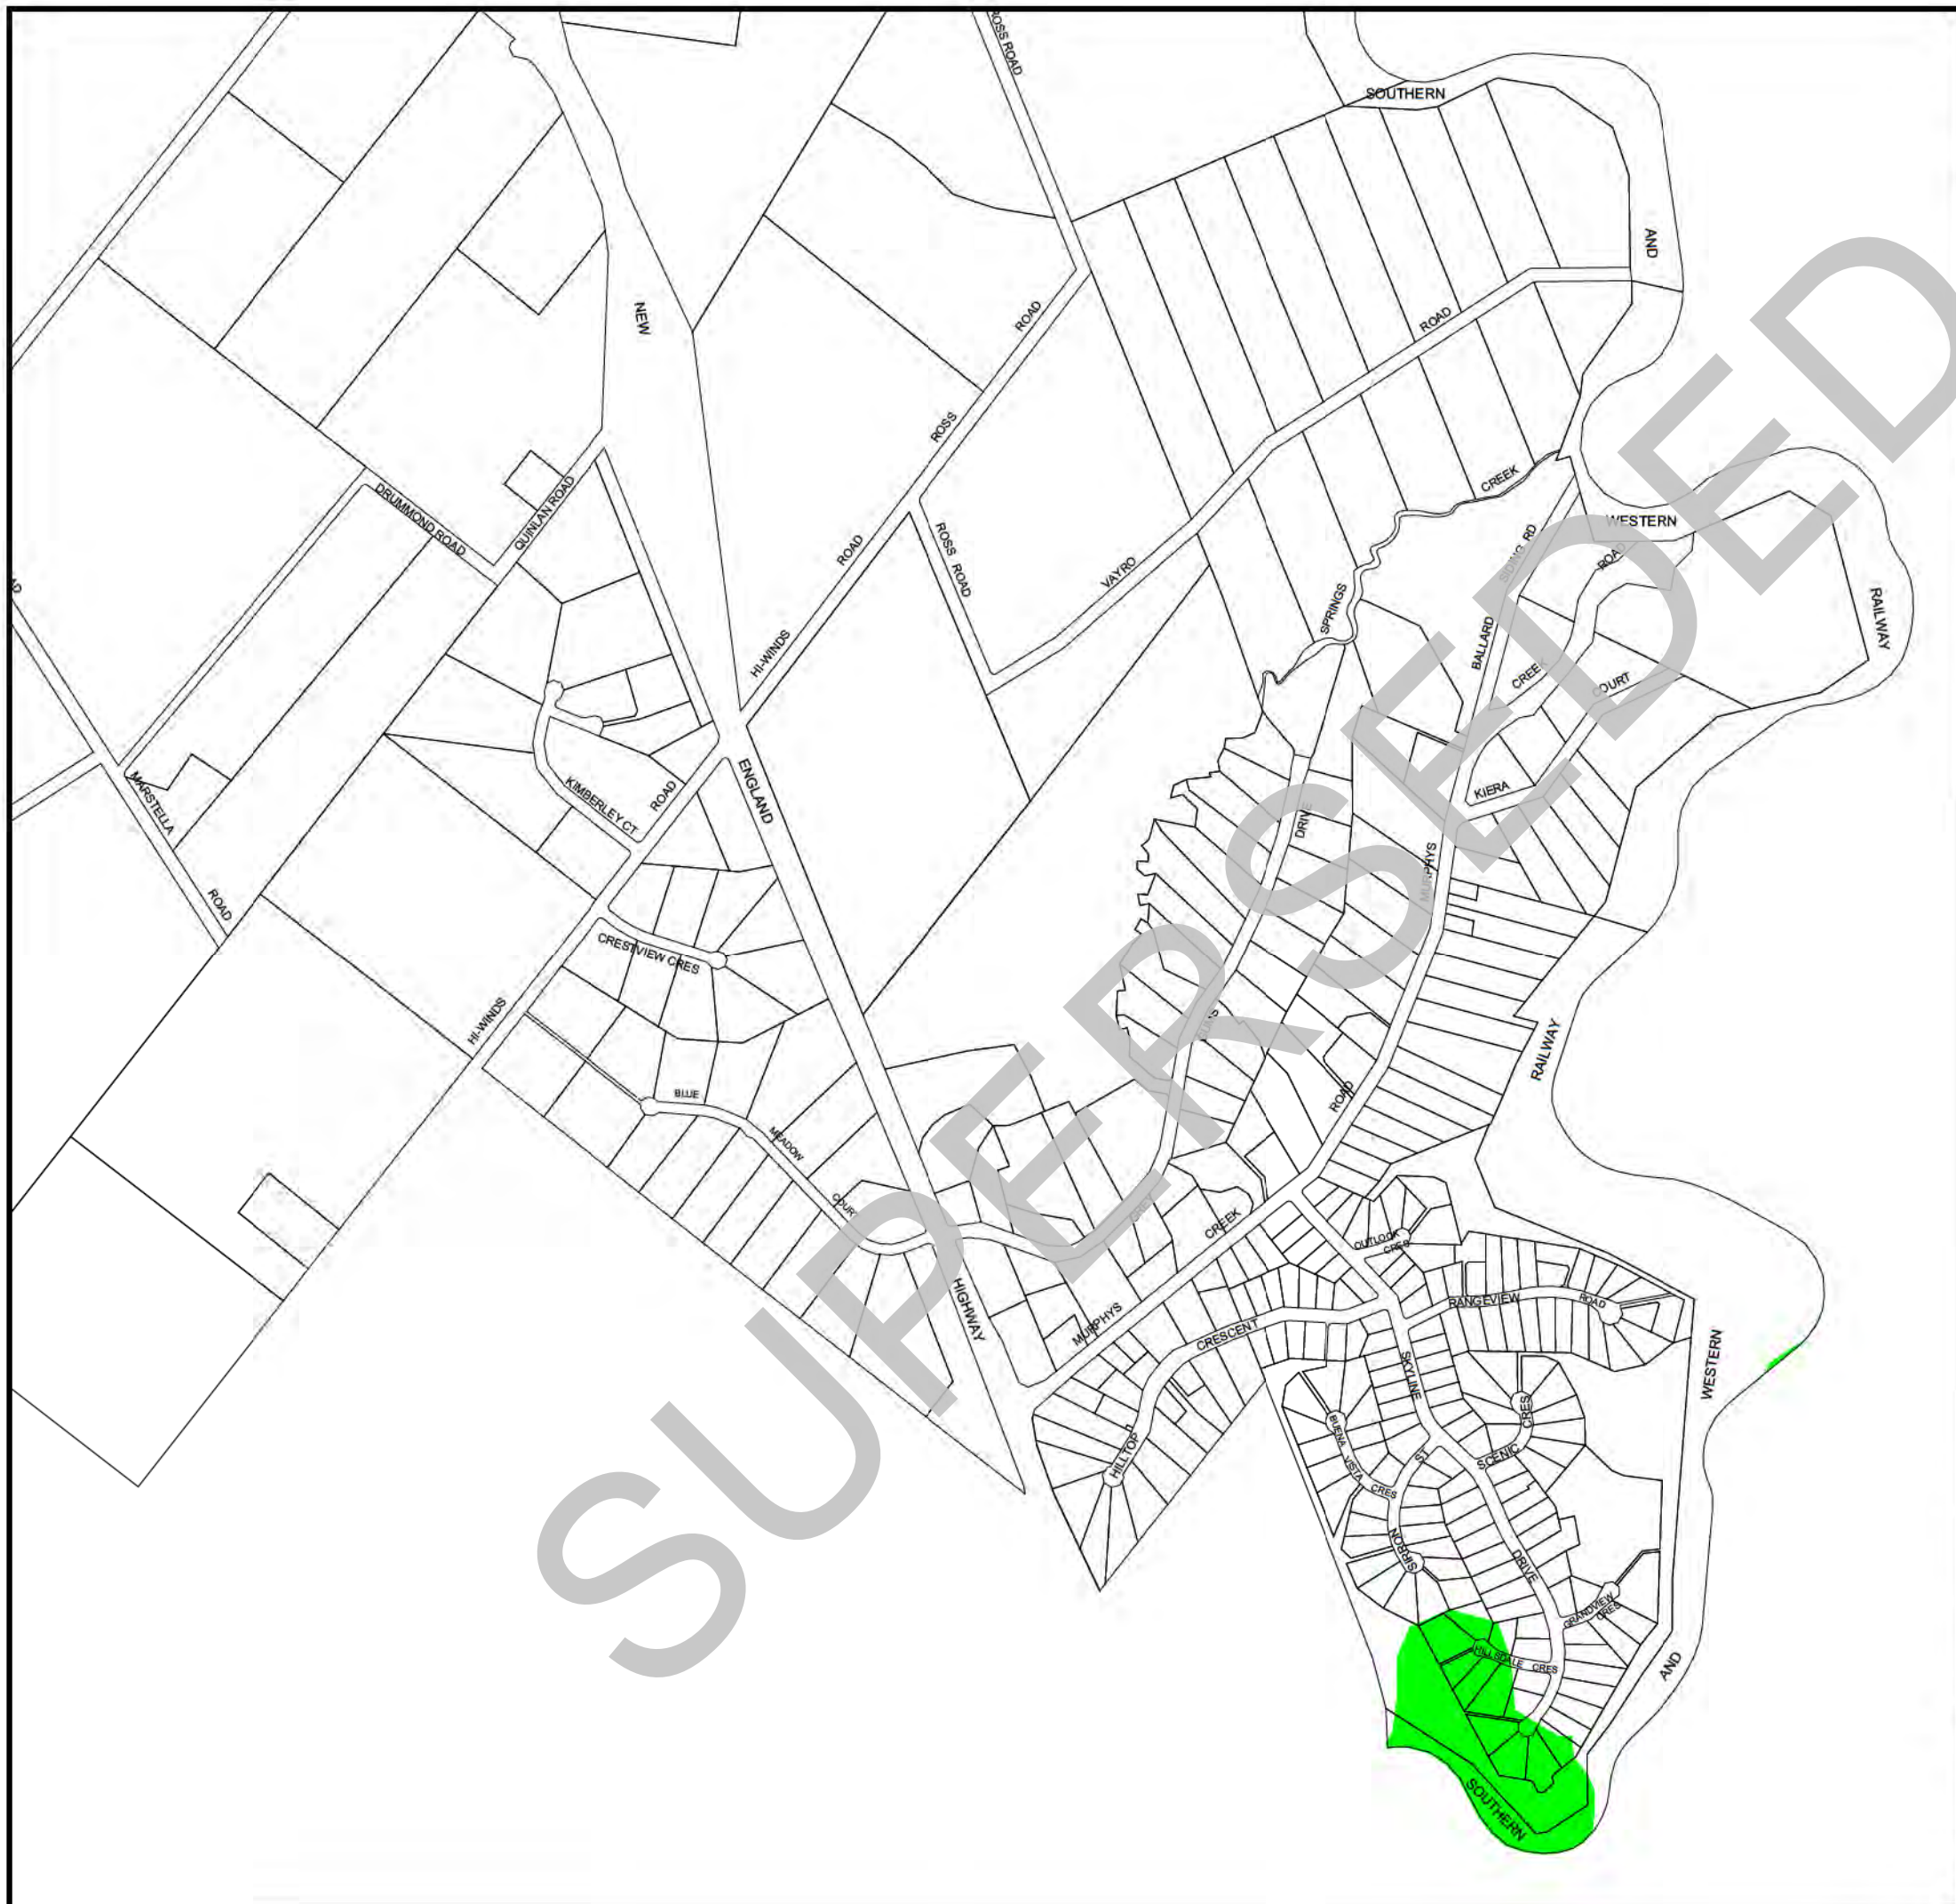 ROSS ROAD
SOUTHERN
AND
NEW
ROAD
ROAD
ROSS
CREEK
DRUMMOND ROAD
QUINLAN ROAD
WESTERN
ROAD
ROSS ROAD
ROAD
VAYRO
SPRINGS
BALLARD
RD
RAILWAY
HI-WINDS
CREEK
COURT
ENGLAND
KIMBERLEY CT
ROAD
MARSTELLA
ROAD
KIERA
DRIVE
MURPHYS
CRESTVIEW CRES
HI-WINDS
RAILWAY
BLUE
MEADOW
COURT
ROAD
CREEK
OUTLOOK
CRES
HIGHWAY
MURPHYS
CRESCENT
RANGEVIEW
ROAD
SKYLINE
WESTERN
HILLTOP
BUENA
VISTA
CRES
ST
SCENIC
CRES
SIRRON
DRIVE
GRANDVIEW
CRES
HILLSDALE CRES
AND
SOUTHERN
SUPERSEDED